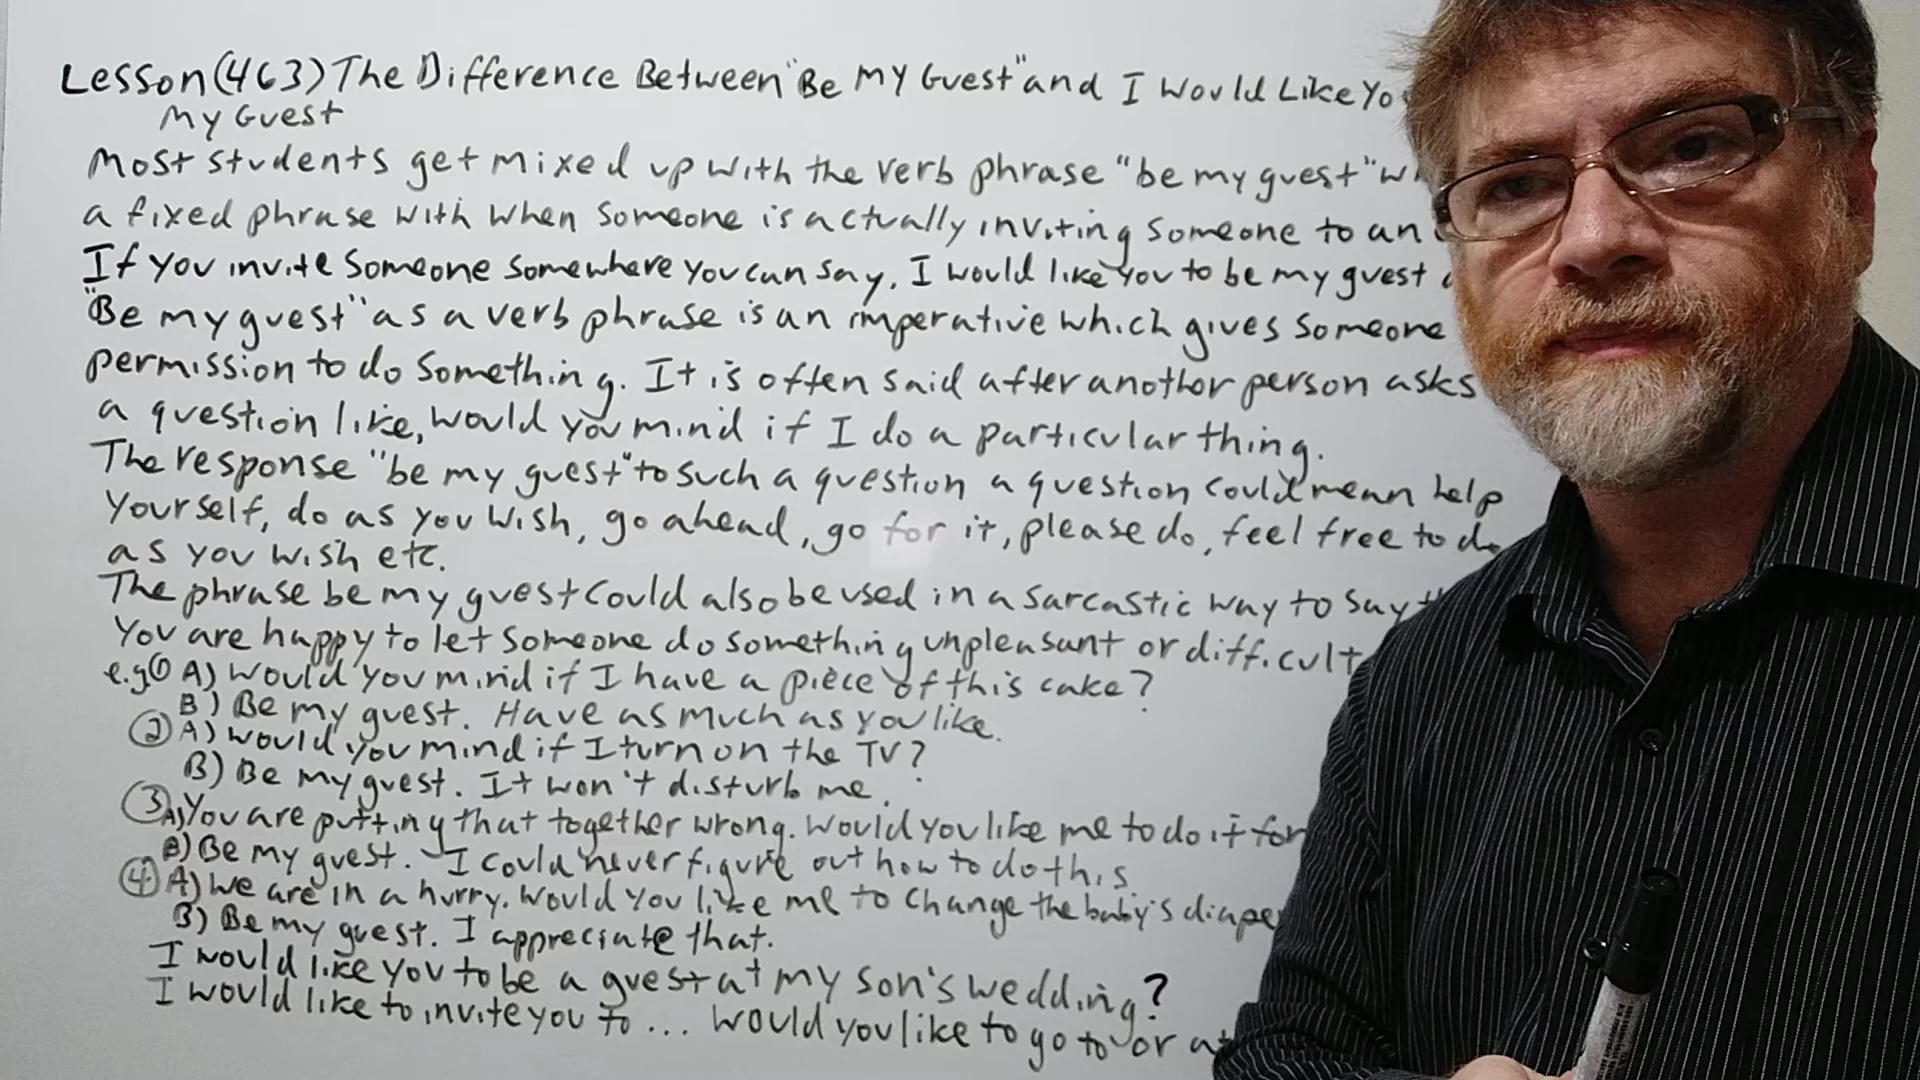 Lesson (463) The Difference Between "Be My Guest" and I Would Like Yo
My Guest
Most students get mixed up with the verb phrase "be my guest" w
a fixed phrase with when someone is actually inviting someone to an
If you invite someone somewhere you can say, I would like you to be my guest
"Be my guest" as a verb phrase is an imperative which gives someone
permission to do something. It is often said after another person asks
a question like, would you mind if I do a particular thing.
The response "be my guest" to such a question a question could mean help
yourself, do as you wish, go ahead, go for it, please do, feel free to do
as you wish etc.
The phrase be my guest could also be used in a sarcastic way to say
You are happy to let someone do something unpleasant or difficult
e.g ① A) Would you mind if I have a piece of this cake?
B) Be my guest. Have as much as you like.
② A) Would you mind if I turn on the TV?
B) Be my guest. It won't disturb me.
③ A) You are putting that together wrong. Would you like me to do it for
B) Be my guest. I could never figure out how to do this.
④ A) We are in a hurry. Would you like me to change the baby's diape
B) Be my guest. I appreciate that.
I would like you to be a guest at my son's wedding?
I would like to invite you to ... Would you like to go to or at